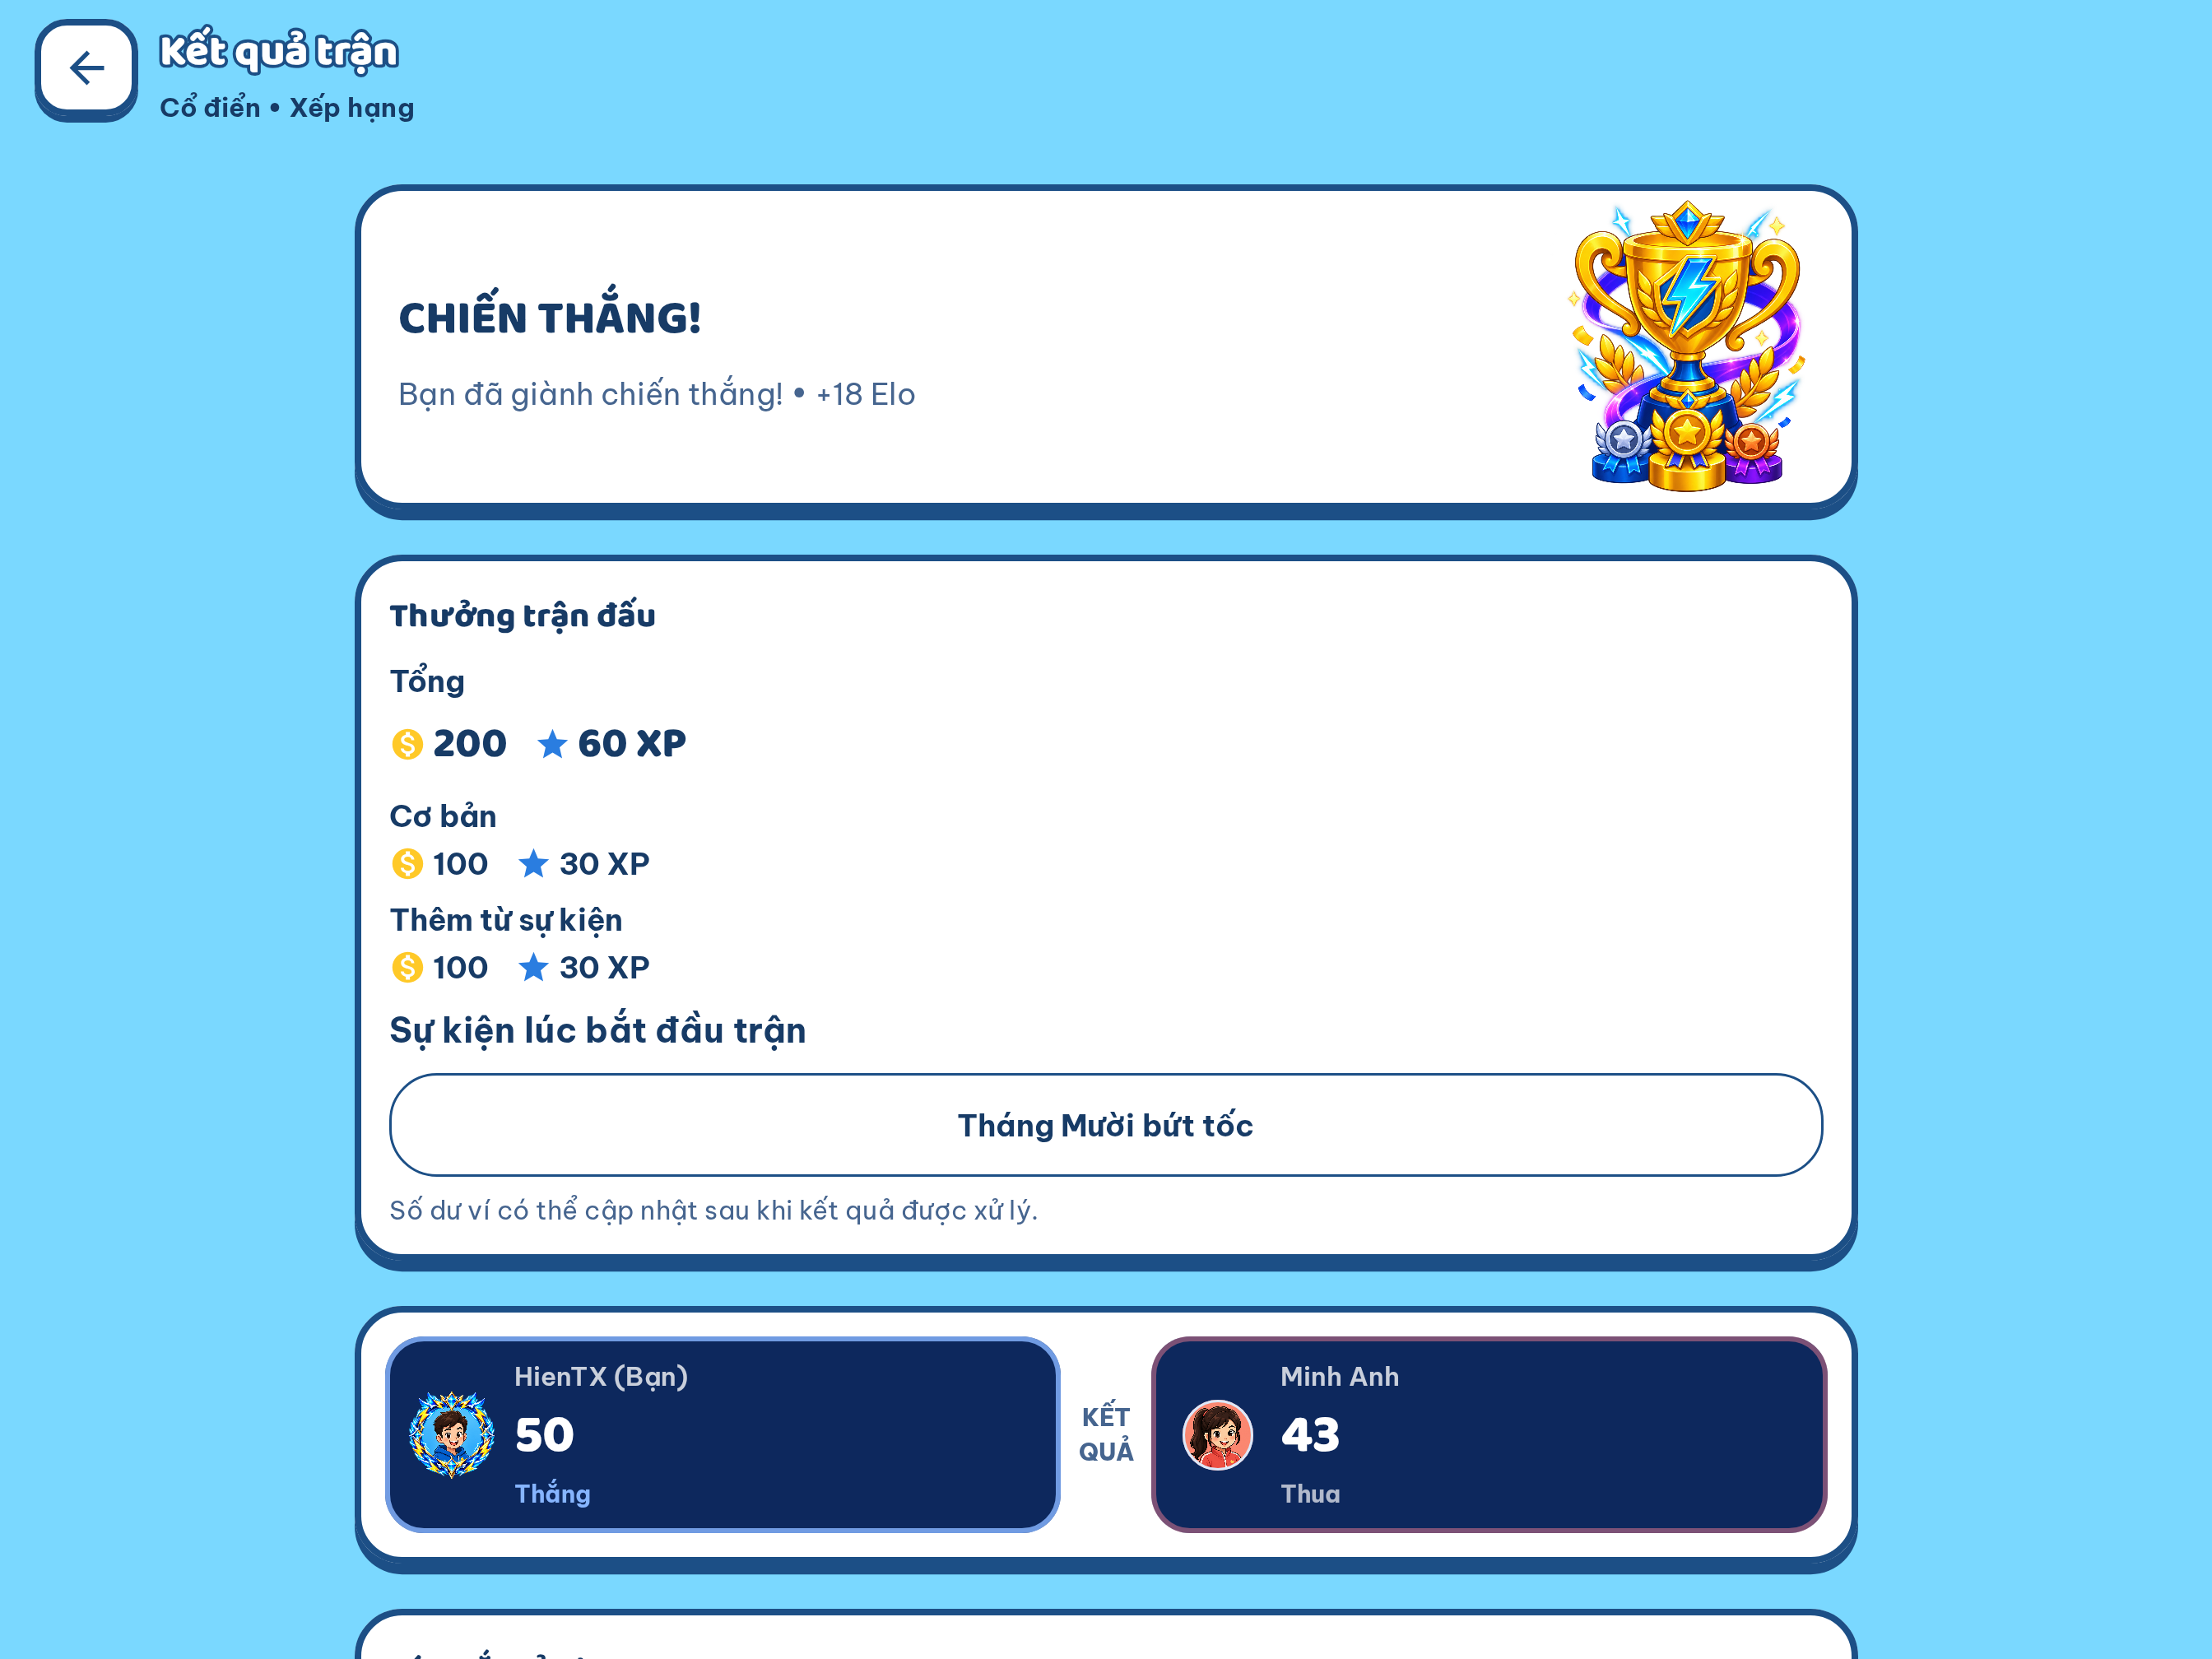 Kết quả trận
Cổ điển • Xếp hạng
CHIẾN THẮNG!
Bạn đã giành chiến thắng! • +18 Elo
Thưởng trận đấu
Tổng
200 60 XP
Cơ bản
100 30 XP
Thêm từ sự kiện
100 30 XP
Sự kiện lúc bắt đầu trận
Tháng Mười bứt tốc
Số dư ví có thể cập nhật sau khi kết quả được xử lý.
HienTX (Bạn)
50
Thắng
KẾT
QUẢ
Minh Anh
43
Thua